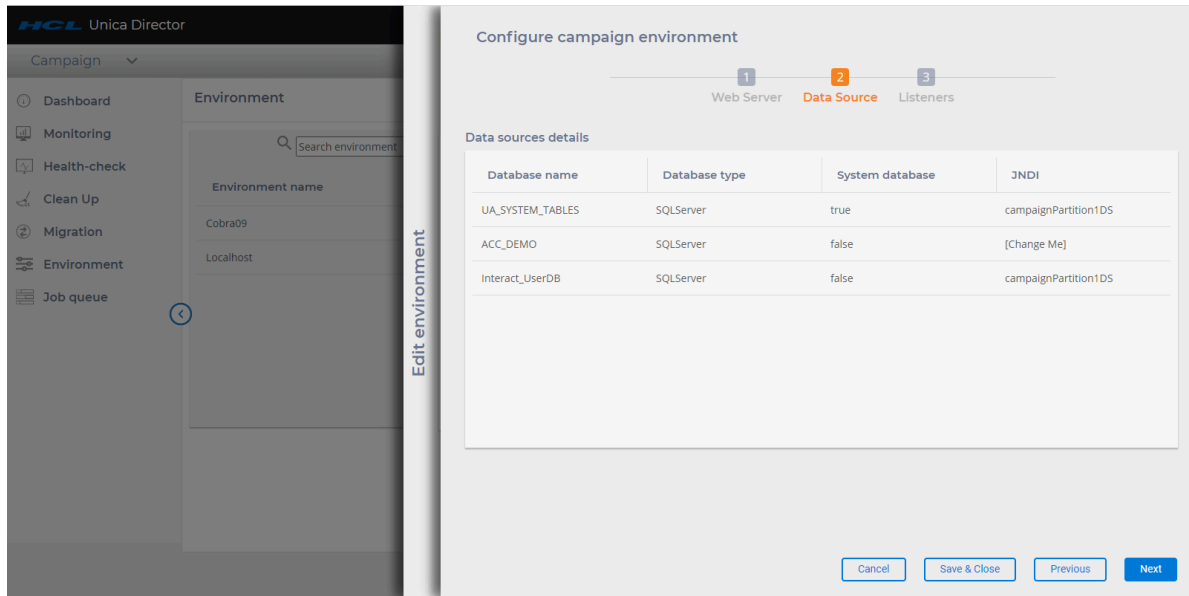 HCL Unica Director
Campaign
Dashboard
Monitoring
Health-check
Clean Up
Migration
Environment
Job queue
Environment
Search environment
Environment name
Cobra09
Localhost
Edit environment
Configure campaign environment
1 2 3
Web Server Data Source Listeners
Data sources details
Database name Database type System database JNDI
UA_SYSTEM_TABLES SQLServer true campaignPartition1DS
ACC_DEMO SQLServer false [Change Me]
Interact_UserDB SQLServer false campaignPartition1DS
Cancel Save & Close Previous Next